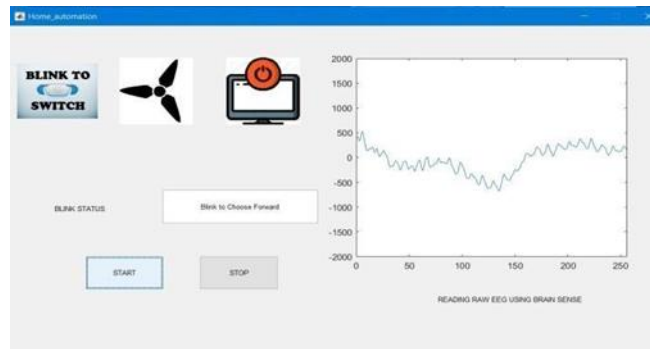 Home_automation
BLINK TO
SWITCH
BLINK STATUS
Blink to Choose Forward
START
STOP
2000
1500
1000
500
0
-500
-1000
-1500
-2000
0 50 100 150 200 250
READING RAW EEG USING BRAIN SENSE